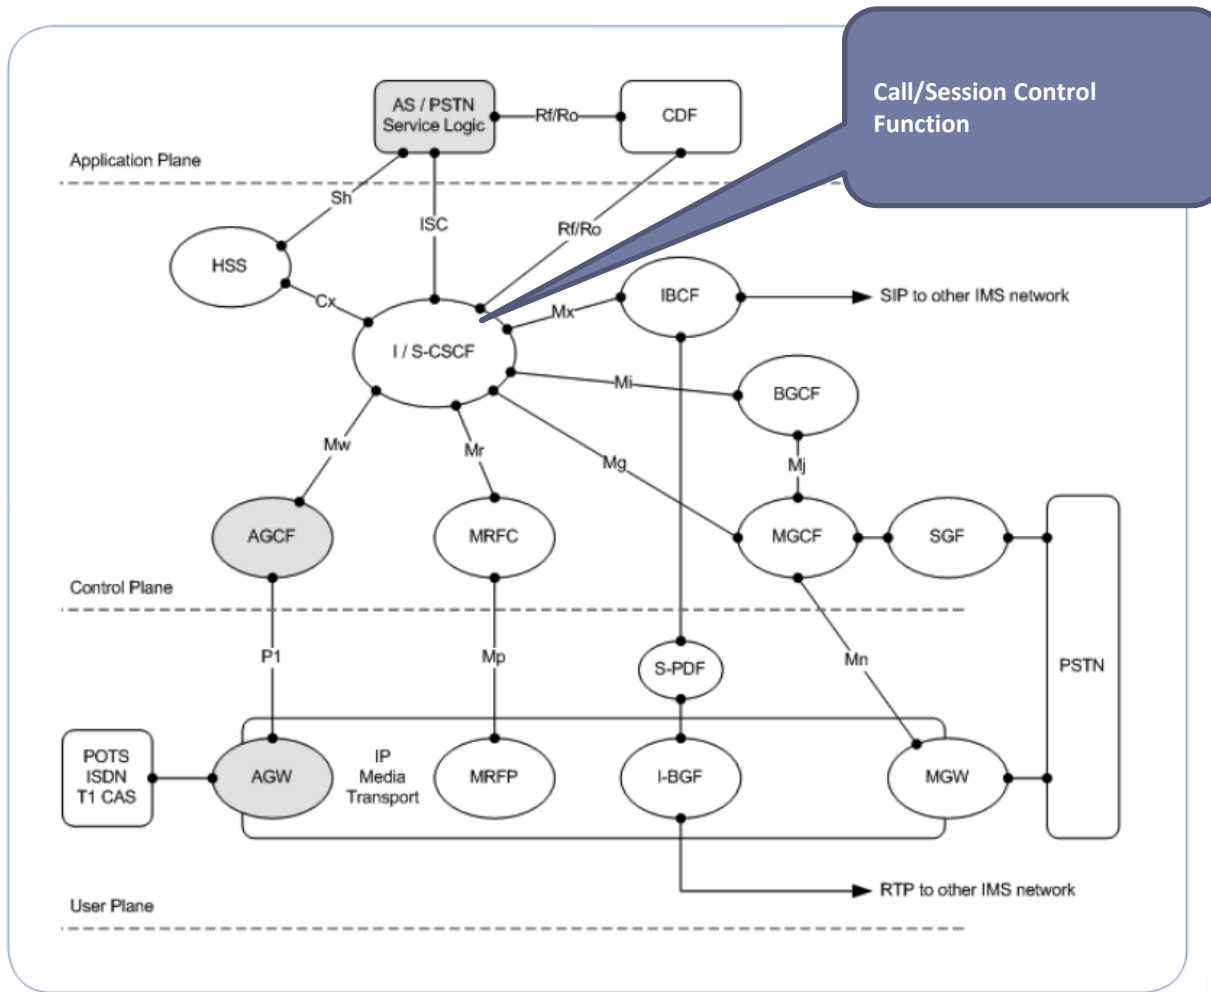 Call/Session Control
Function
AS / PSTN
Service Logic
Rf/Ro
CDF
Application Plane
Sh
ISC
Rf/Ro
HSS
Cx
Mx
IBCF
SIP to other IMS network
I / S-CSCF
Mi
BGCF
Mw
Mr
Mg
Mj
AGCF
MRFC
MGCF
SGF
Control Plane
P1
Mp
S-PDF
Mn
PSTN
POTS
ISDN
T1 CAS
AGW
IP
Media
Transport
MRFP
I-BGF
MGW
RTP to other IMS network
User Plane